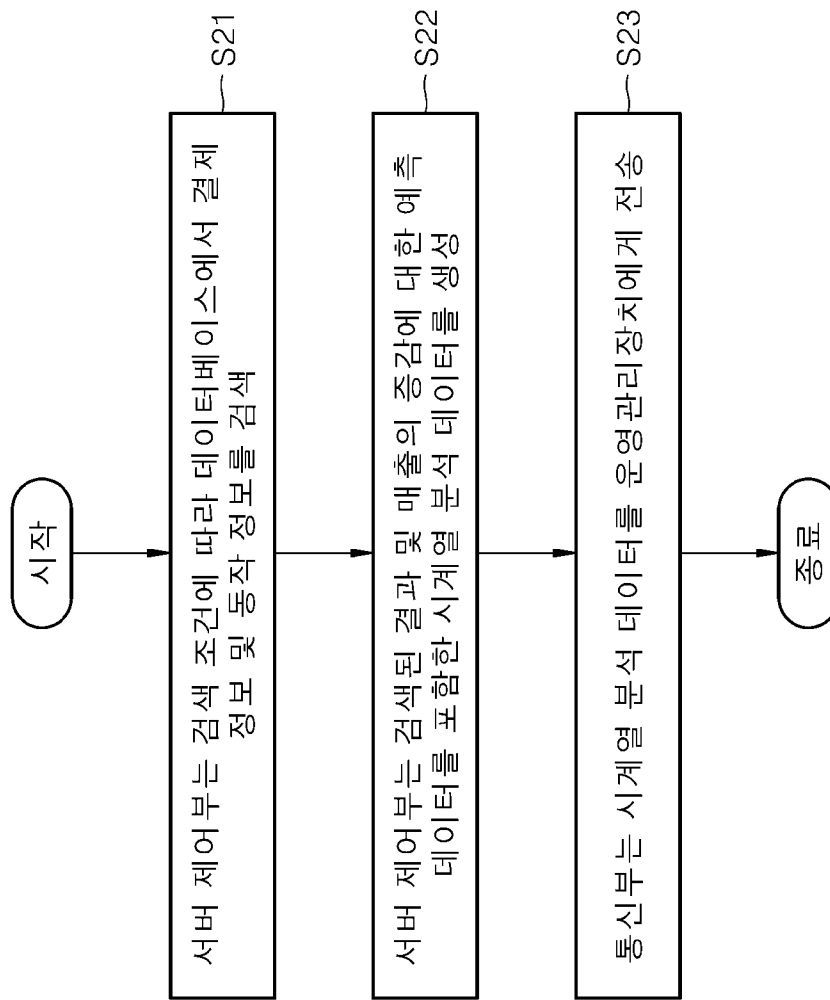 시작
서버 제어부는 검색 조건에 따라 데이터베이스에서 결제
정보 및 동작 정보를 검색
S21
서버 제어부는 검색된 결과 및 매출의 증감에 대한 예측
데이터를 포함한 시계열 분석 데이터를 생성
S22
통신부는 시계열 분석 데이터를 운영관리장치에게 전송
S23
종료